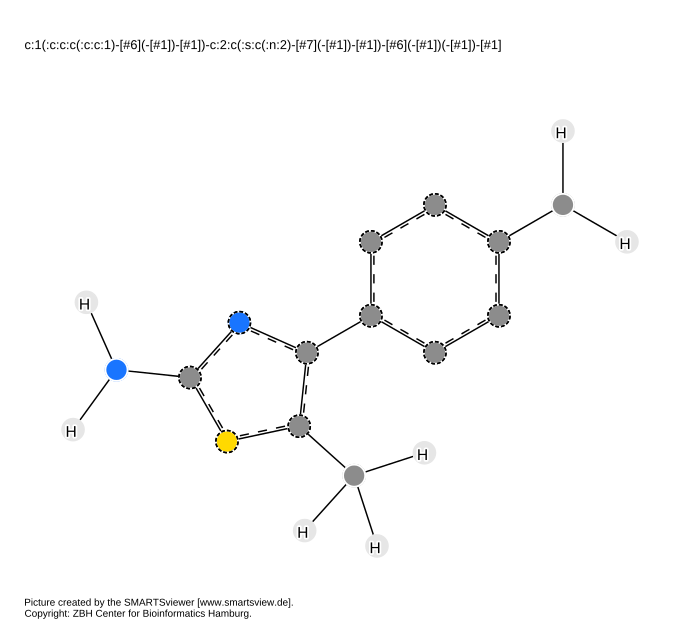 c:1(:c:c:c(:c:c:1)-[#6](-[#1])-[#1])-c:2:c(:s:c(:n:2)-[#7](-[#1])-[#1])-[#6](-[#1])(-[#1])-[#1]
H
H
H
H
H
H
H
Picture created by the SMARTSviewer [www.smartsview.de].
Copyright: ZBH Center for Bioinformatics Hamburg.